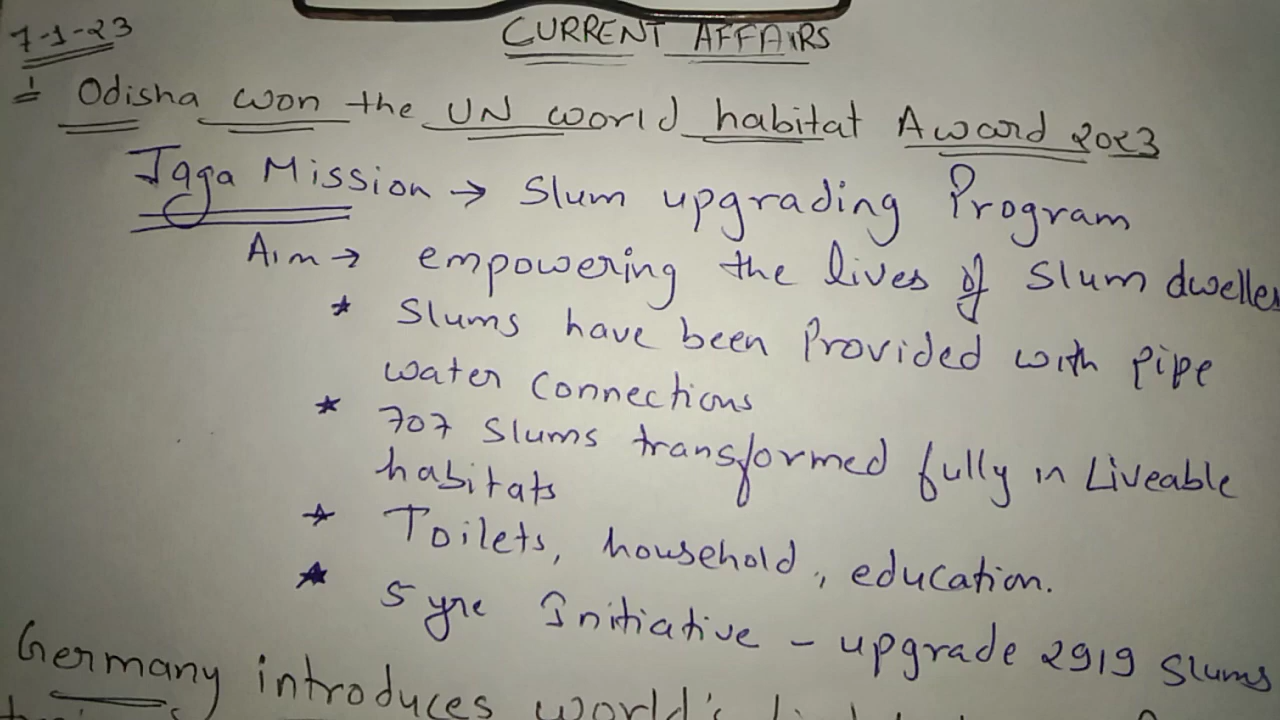 7-1-23
CURRENT AFFAIRS
1 Odisha won the UN world habitat Award 2023
Jaga Mission → Slum upgrading Program
Aim → empowering the lives of Slum dwelles
* Slums have been Provided with pipe
water connections
* 707 Slums transformed fully in Liveable
habitats
* Toilets, household, education.
* 5 yre Initiative - upgrade 2919 Slums
Germany introduces world's